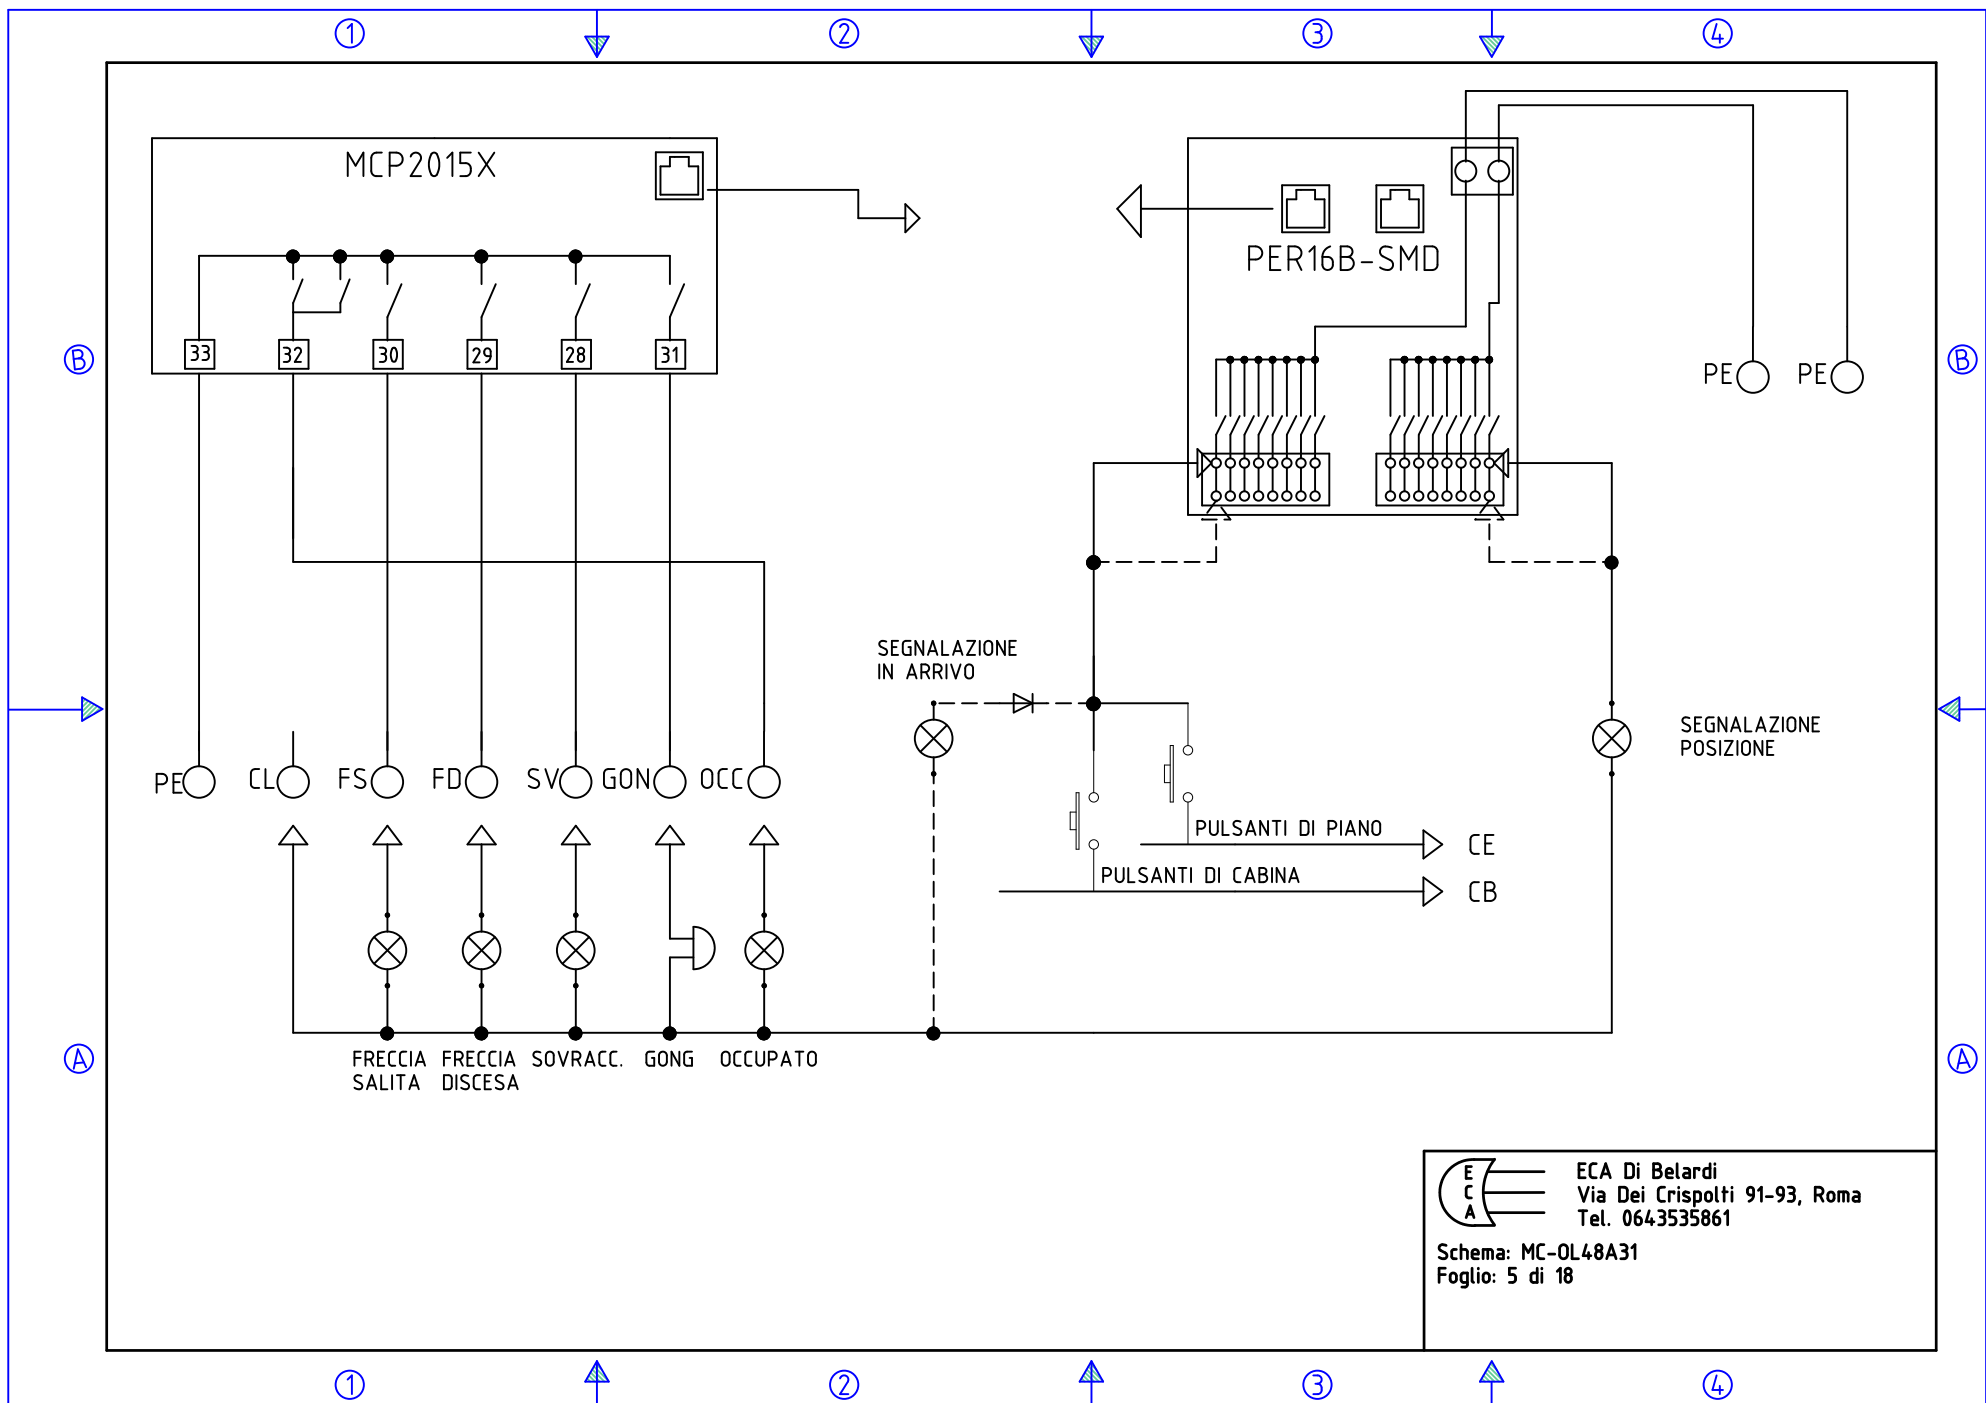 1 2 3 4
MCP2015X
PER16B-SMD
33 32 30 29 28 31
B B
PE PE
SEGNALAZIONE
IN ARRIVO
SEGNALAZIONE
POSIZIONE
PE CL FS FD SV GON OCC
PULSANTI DI PIANO CE
PULSANTI DI CABINA CB
A A
FRECCIA
SALITA
FRECCIA
DISCESA
SOVRACC.
GONG
OCCUPATO
E
C
A
ECA Di Belardi
Via Dei Crispolti 91-93, Roma
Tel. 0643535861
Schema: MC-OL48A31
Foglio: 5 di 18
1 2 3 4